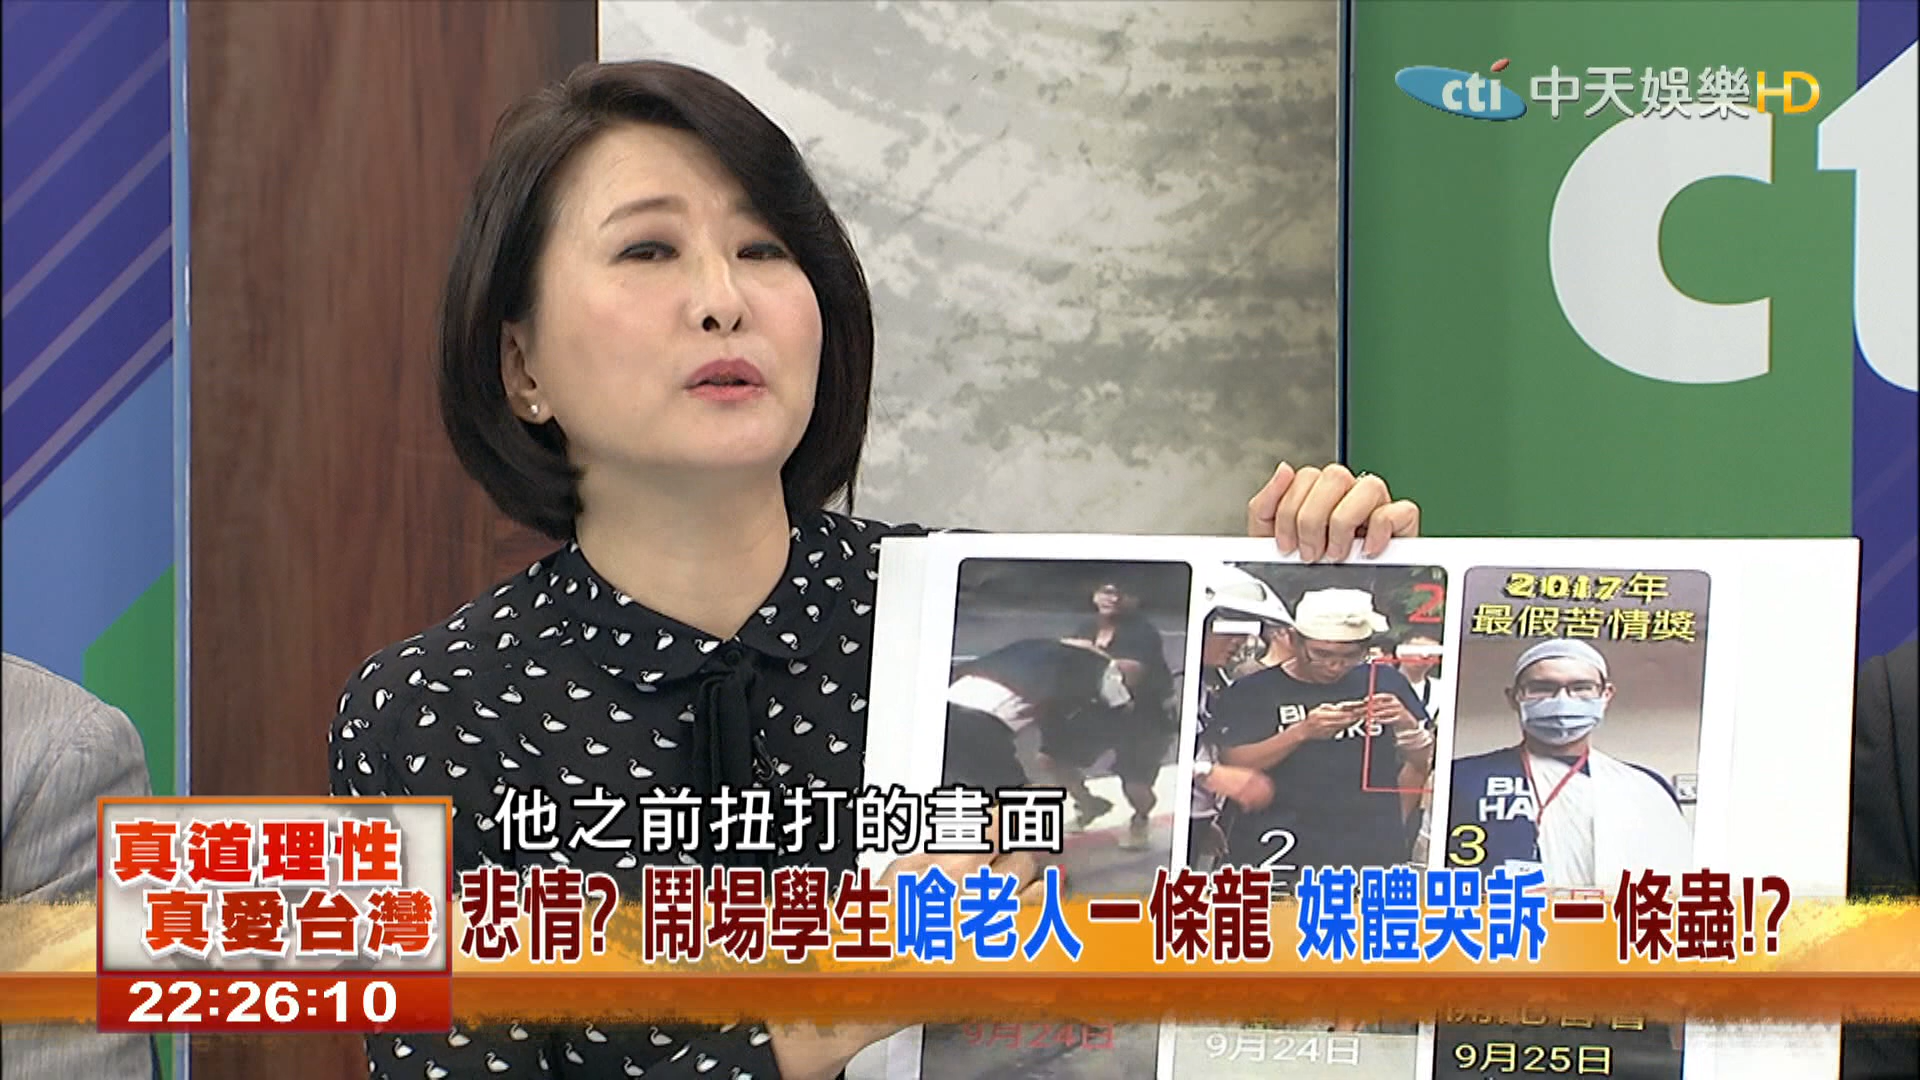 cti 中天娛樂HD
ct
2017年
最假苦情獎
2
BL
2
BL
HA
3
他之前扭打的畫面
真道理性
真愛台灣
悲情? 鬧場學生嗆老人一條龍 媒體哭訴一條蟲!?
22:26:10
9月24日
9月24日
9月25日